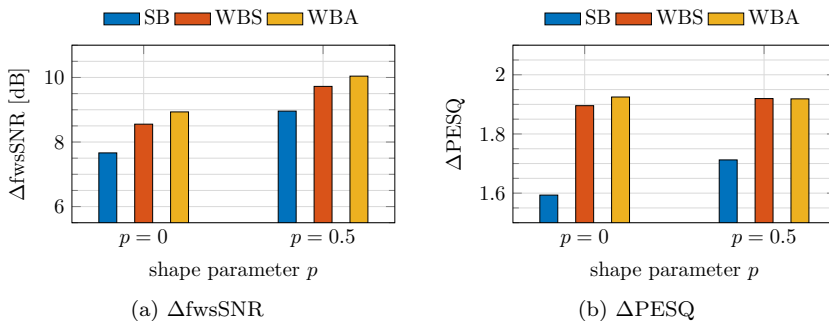 SB WBS WBA
10
8
6
ΔfwsSNR [dB]
p = 0 p = 0.5
shape parameter p
(a) ΔfwsSNR
SB WBS WBA
2
1.8
1.6
ΔPESQ
p = 0 p = 0.5
shape parameter p
(b) ΔPESQ